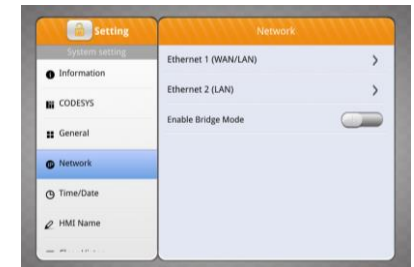 Setting
System setting
Information
CODESYS
General
Network
Time/Date
HMI Name
Network
Ethernet 1 (WAN/LAN)
Ethernet 2 (LAN)
Enable Bridge Mode